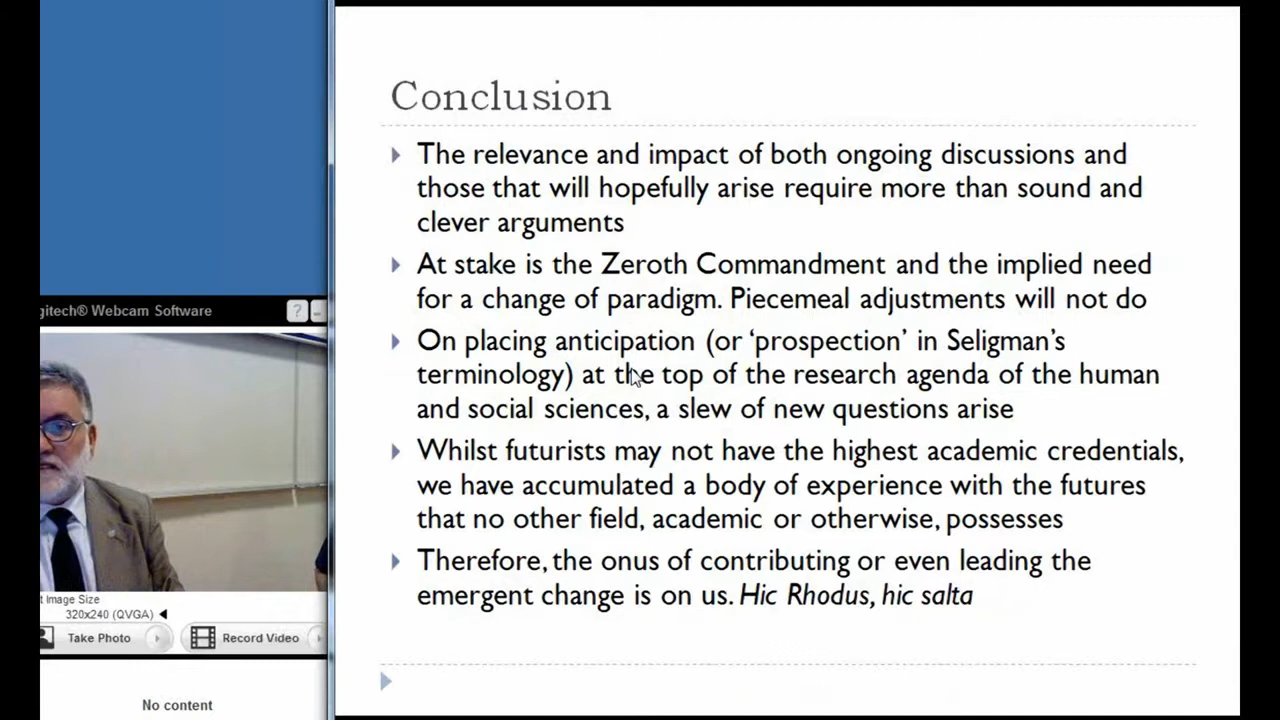 Conclusion
The relevance and impact of both ongoing discussions and
those that will hopefully arise require more than sound and
clever arguments
At stake is the Zeroth Commandment and the implied need
for a change of paradigm. Piecemeal adjustments will not do
On placing anticipation (or ‘prospection’ in Seligman’s
terminology) at the top of the research agenda of the human
and social sciences, a slew of new questions arise
Whilst futurists may not have the highest academic credentials,
we have accumulated a body of experience with the futures
that no other field, academic or otherwise, possesses
Therefore, the onus of contributing or even leading the
emergent change is on us. Hic Rhodus, hic salta
gitech® Webcam Software
?
t Image Size
320x240 (QVGA)
Take Photo
Record Video
No content